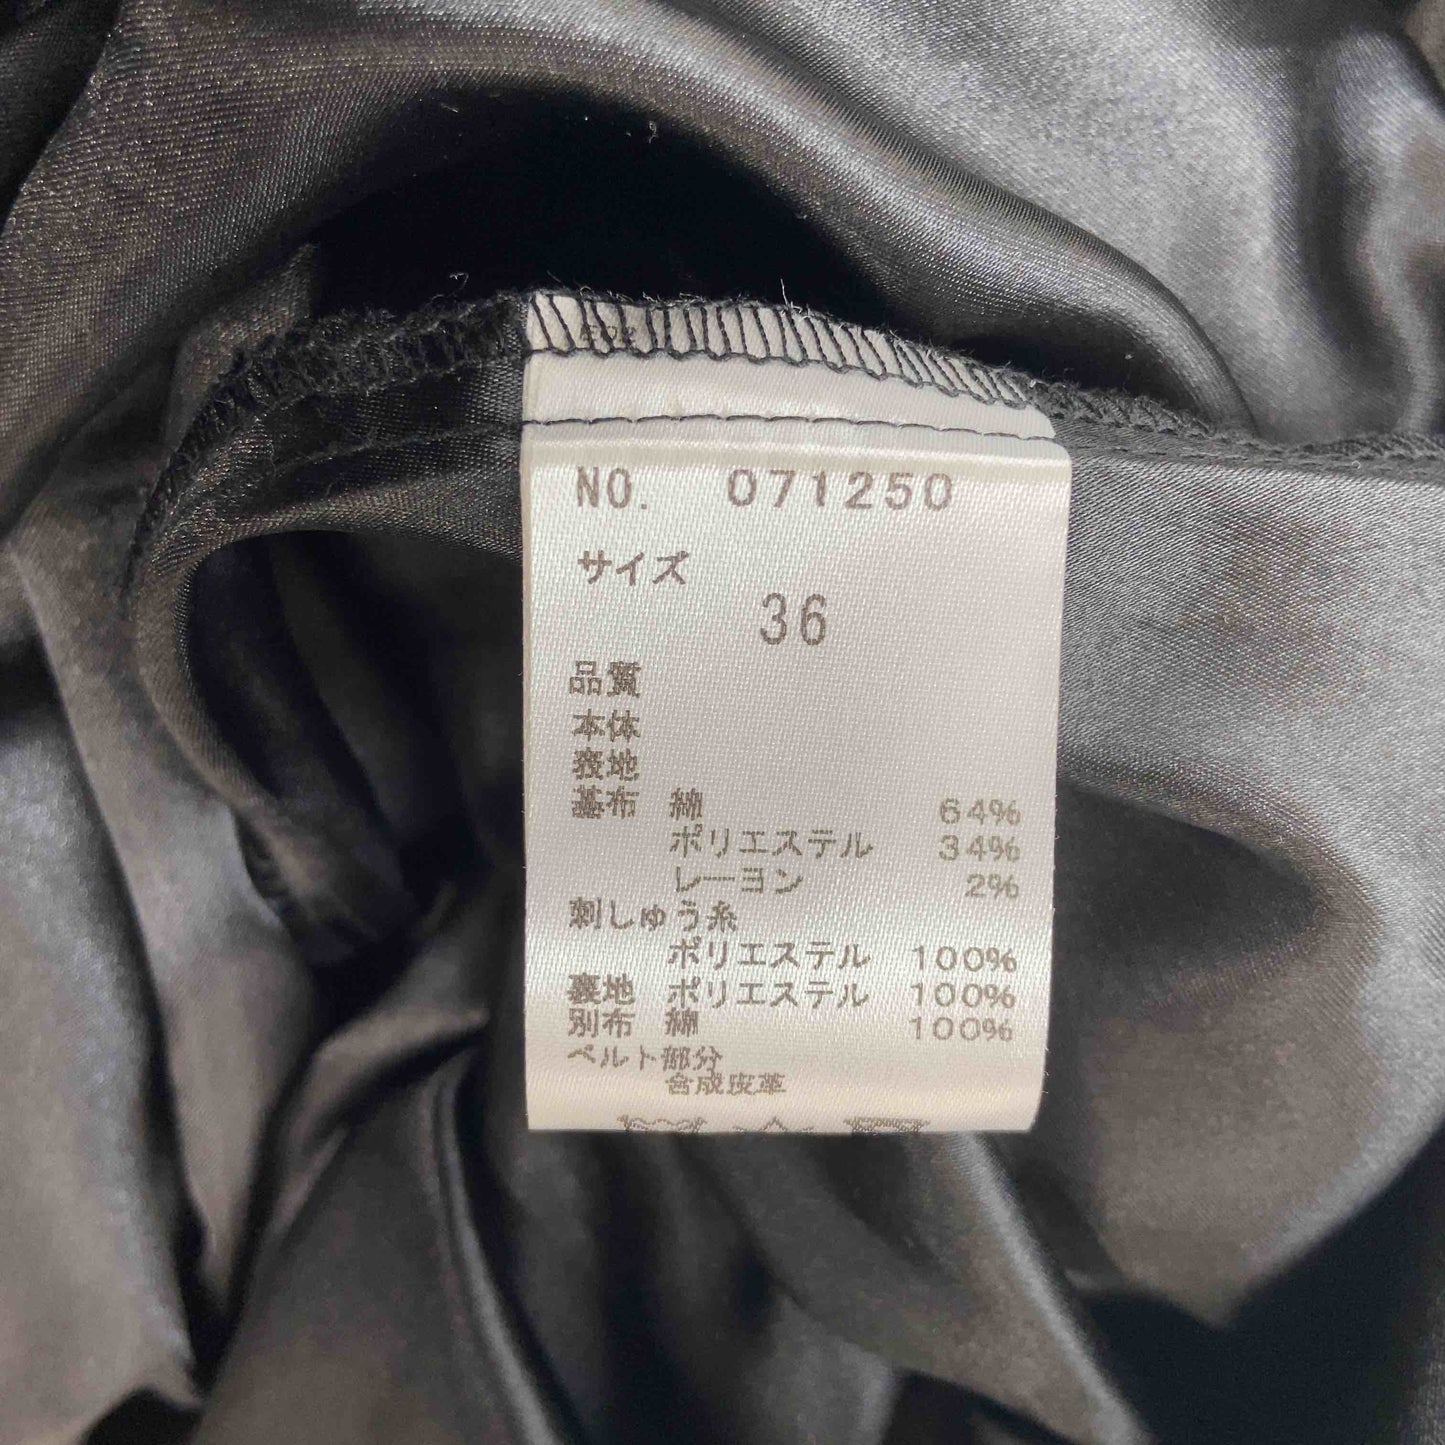 NO. 071250
サイズ
36
品質
本体
表地
基布 綿 64%
ポリエステル 34%
レーヨン 2%
刺しゅう糸
ポリエステル 100%
裏地 ポリエステル 100%
別布 綿 100%
ベルト部分
合成皮革